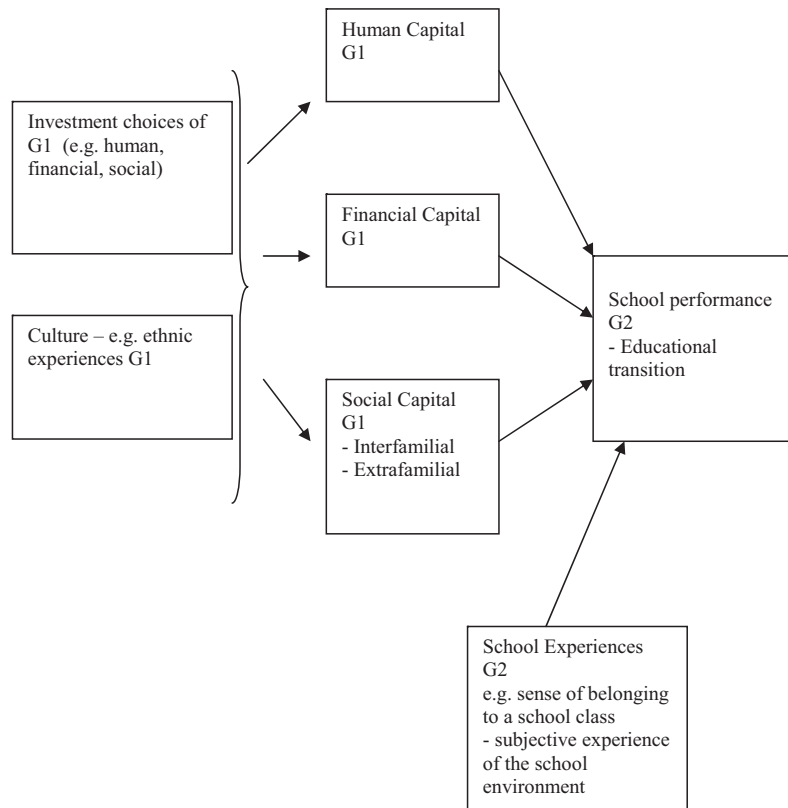 Human Capital
G1
Investment choices of
G1 (e.g. human,
financial, social)
Financial Capital
G1
Culture – e.g. ethnic
experiences G1
Social Capital
G1
- Interfamilial
- Extrafamilial
School performance
G2
- Educational
transition
School Experiences
G2
e.g. sense of belonging
to a school class
- subjective experience
of the school
environment